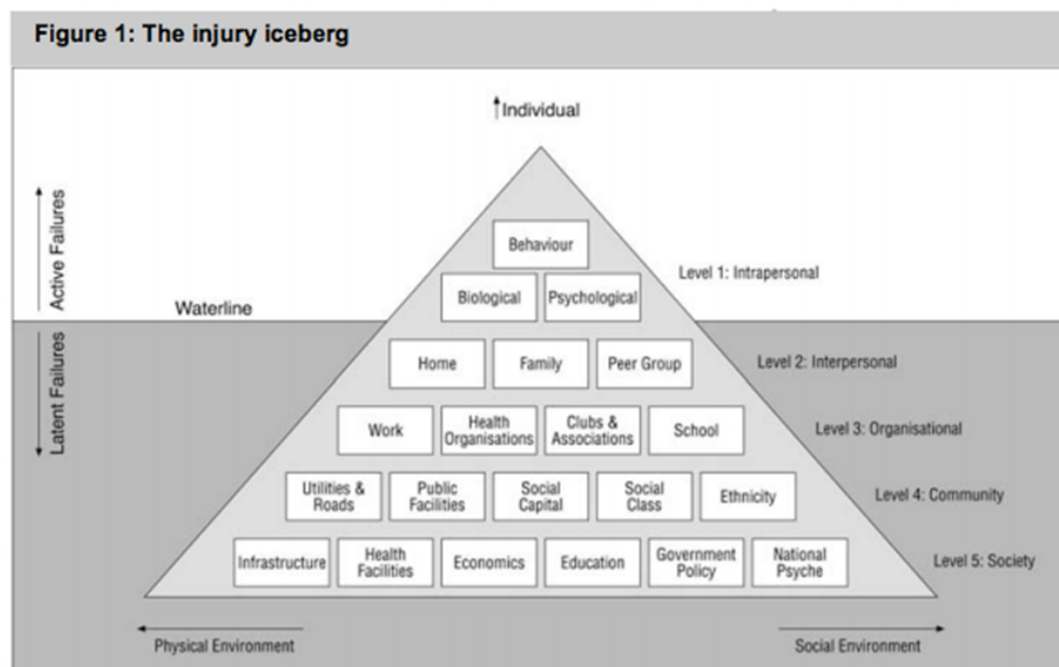 Figure 1: The injury iceberg
Individual
Active Failures
Behaviour
Level 1: Intrapersonal
Biological
Psychological
Waterline
Latent Failures
Home
Family
Peer Group
Level 2: Interpersonal
Work
Health
Organisations
Clubs &
Associations
School
Level 3: Organisational
Utilities &
Roads
Public
Facilities
Social
Capital
Social
Class
Ethnicity
Level 4: Community
Infrastructure
Health
Facilities
Economics
Education
Government
Policy
National
Psyche
Level 5: Society
Physical Environment
Social Environment